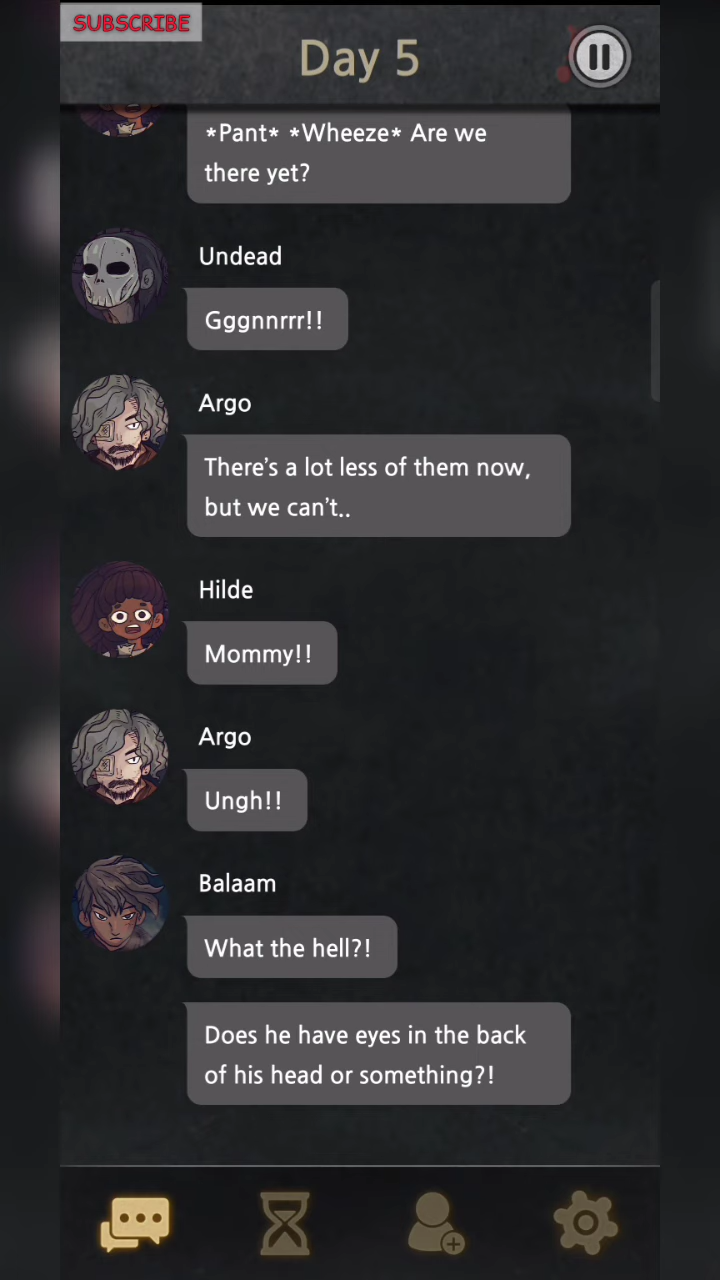 SUBSCRIBE
Day 5
*Pant* *Wheeze* Are we
there yet?
Undead
Gggnnrrr!!
Argo
There's a lot less of them now,
but we can't..
Hilde
Mommy!!
Argo
Ungh!!
Balaam
What the hell?!
Does he have eyes in the back
of his head or something?!